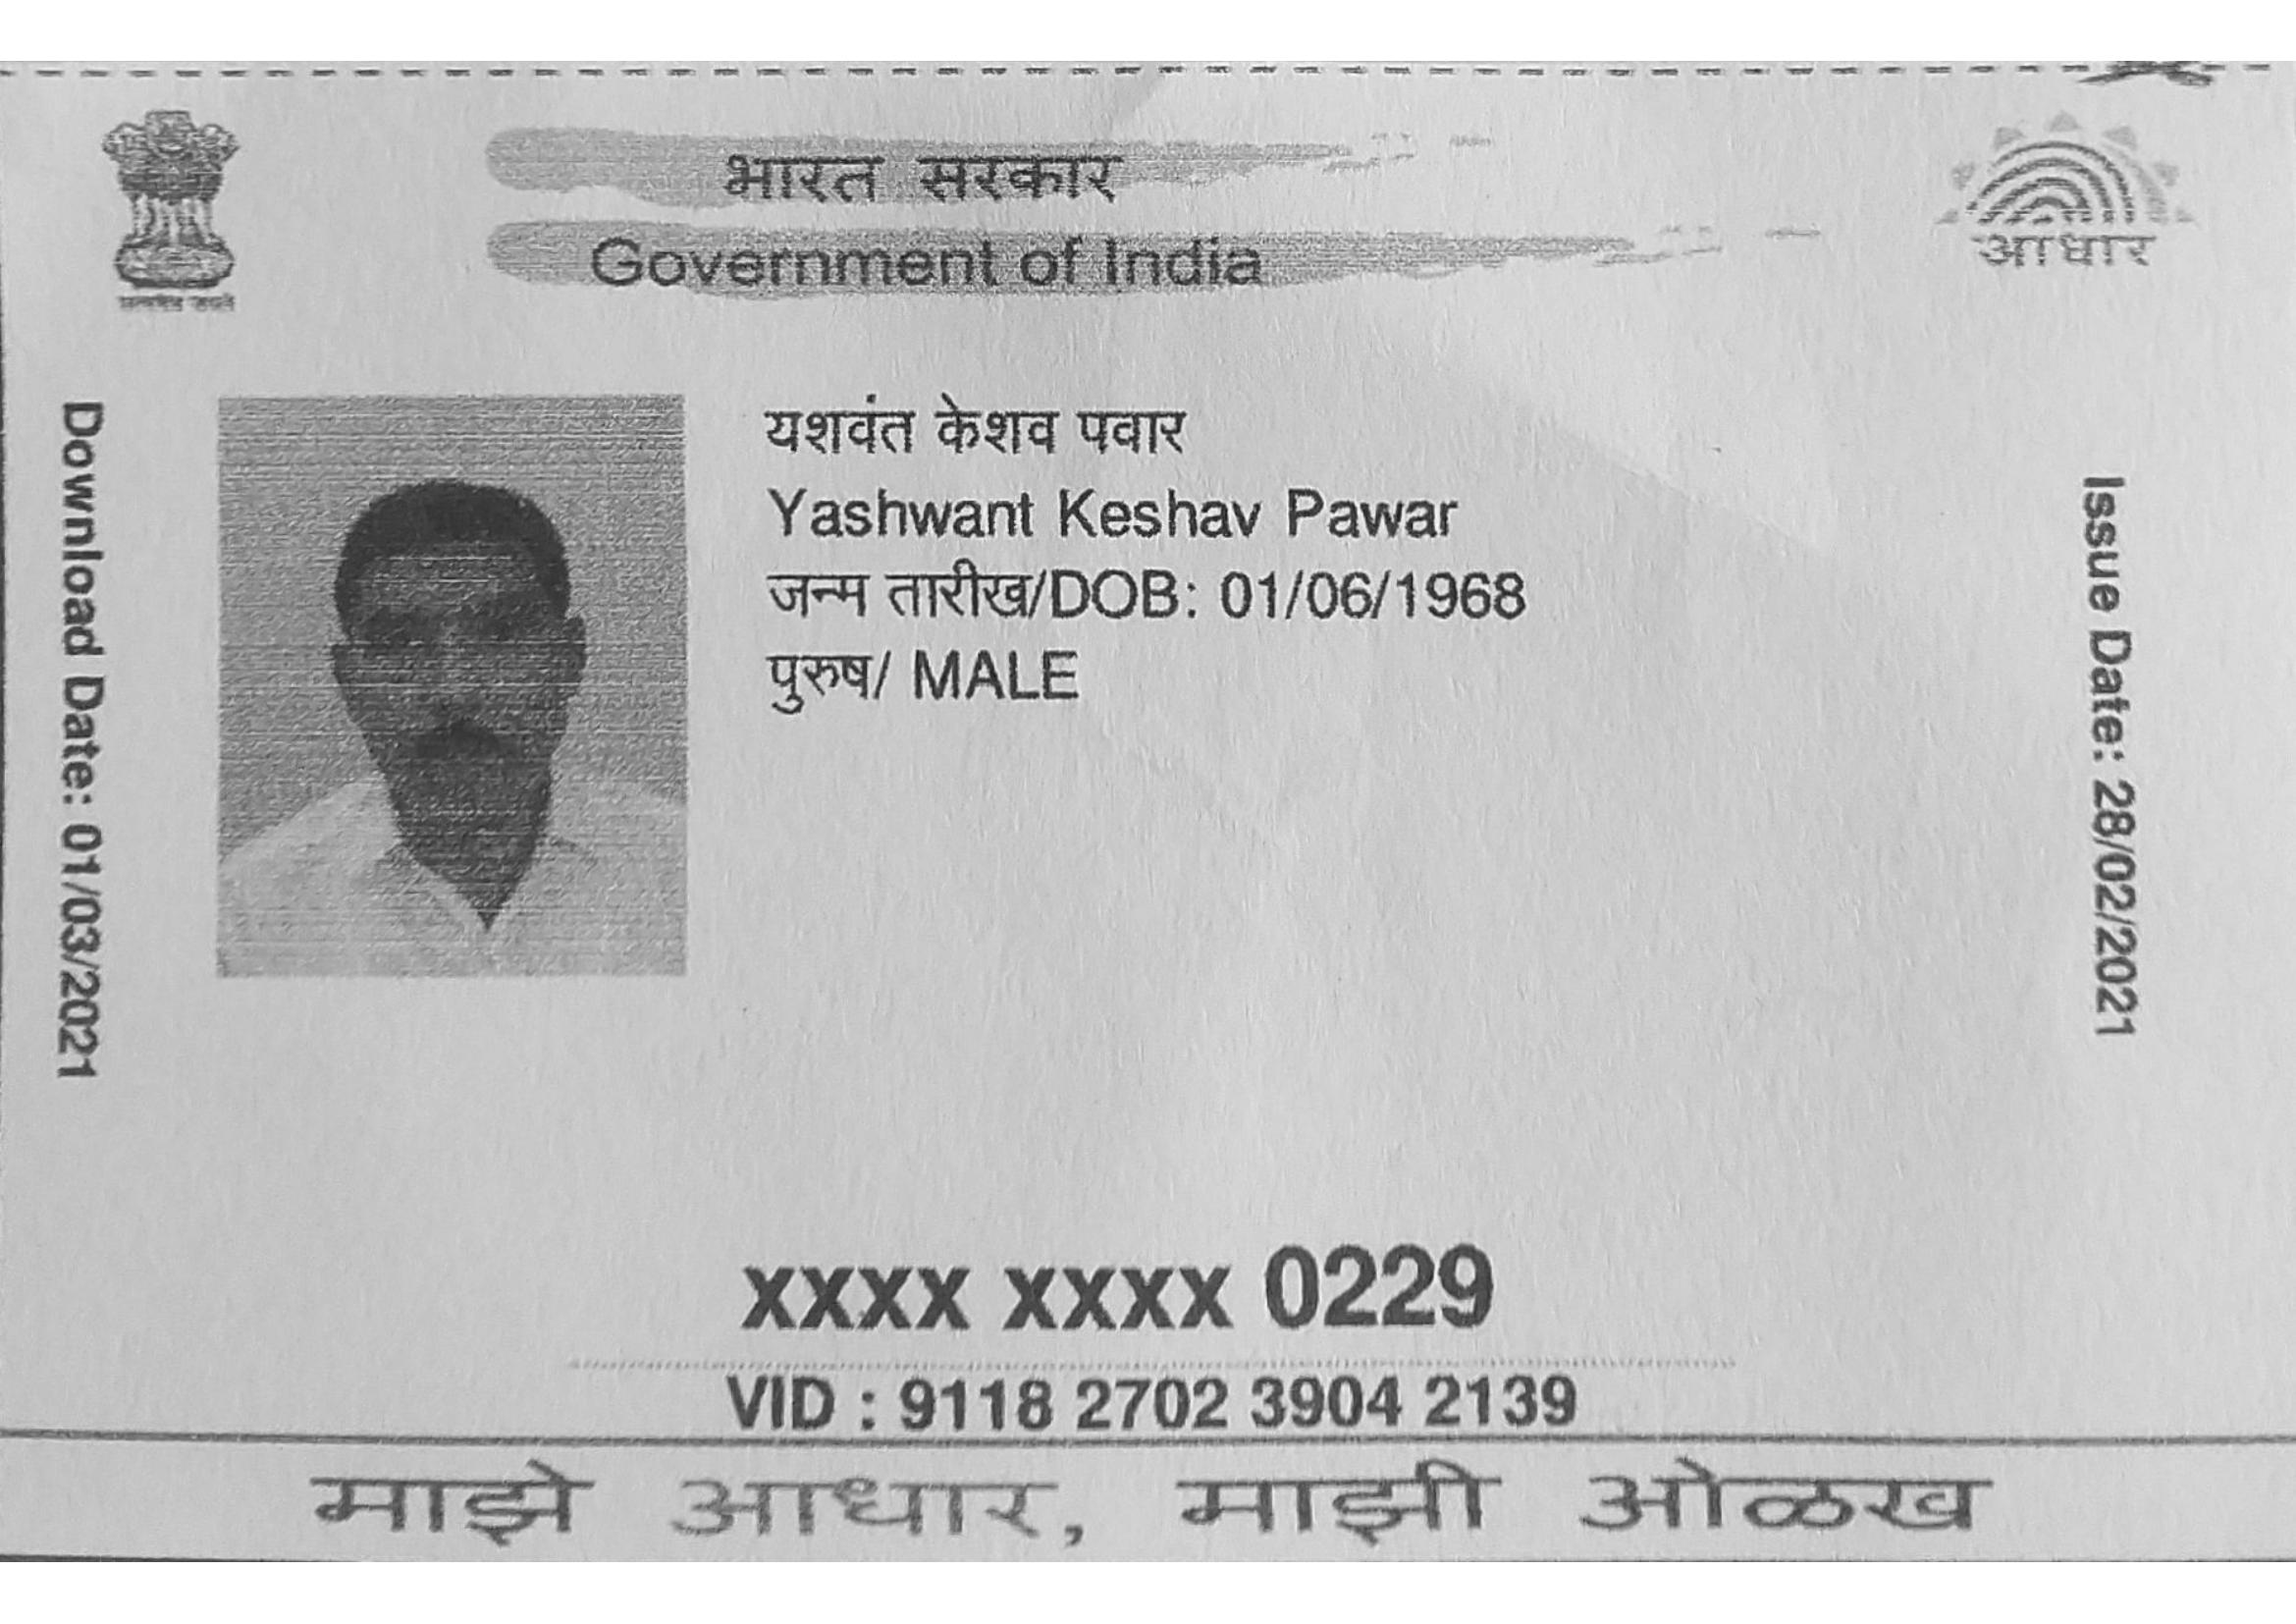 भारत सरकार
Government of India
सत्यमेव जयते
आधार
Download Date: 01/03/2021
यशवंत केशव पवार
Yashwant Keshav Pawar
जन्म तारीख/DOB: 01/06/1968
पुरुष/ MALE
Issue Date: 28/02/2021
xxxx xxxx 0229
VID : 9118 2702 3904 2139
माझे आधार, माझी ओळख